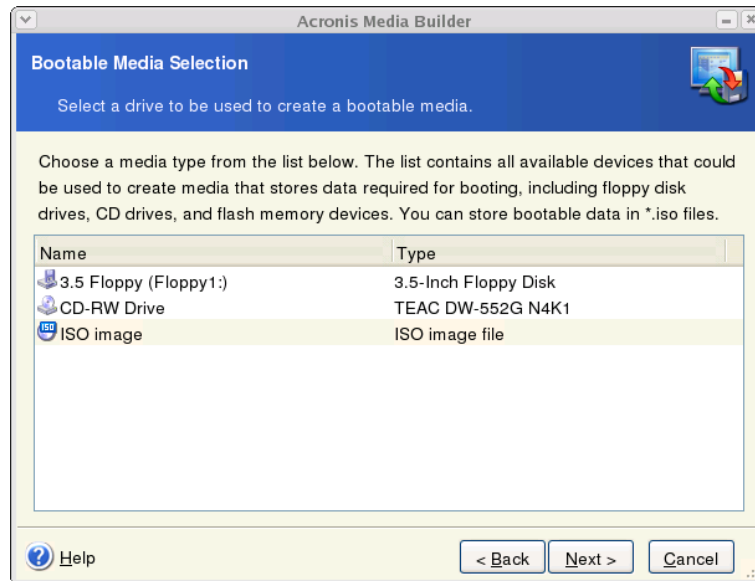 Acronis Media Builder
Bootable Media Selection
Select a drive to be used to create a bootable media.
Choose a media type from the list below. The list contains all available devices that could
be used to create media that stores data required for booting, including floppy disk
drives, CD drives, and flash memory devices. You can store bootable data in *.iso files.
Name Type
3.5 Floppy (Floppy1:) 3.5-Inch Floppy Disk
CD-RW Drive TEAC DW-552G N4K1
ISO ISO image ISO image file
Help < Back Next > Cancel